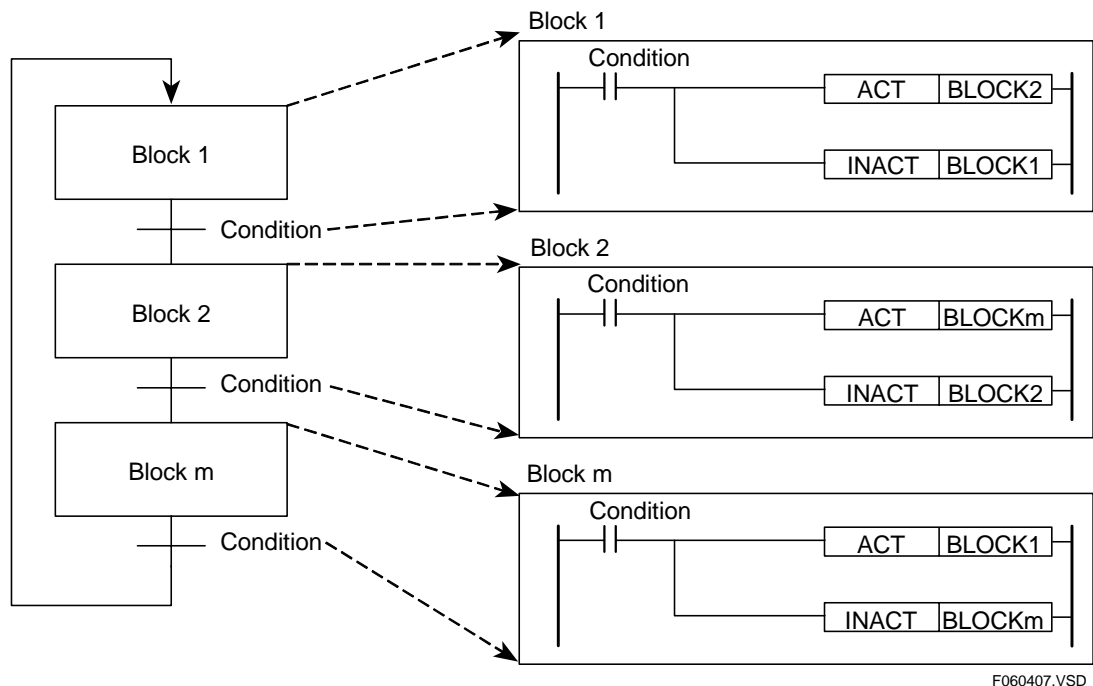 Block 1
Condition
Block 2
Condition
Block m
Condition
Block 1
Condition
ACT BLOCK2
INACT BLOCK1
Block 2
Condition
ACT BLOCKm
INACT BLOCK2
Block m
Condition
ACT BLOCK1
INACT BLOCKm
F060407.VSD